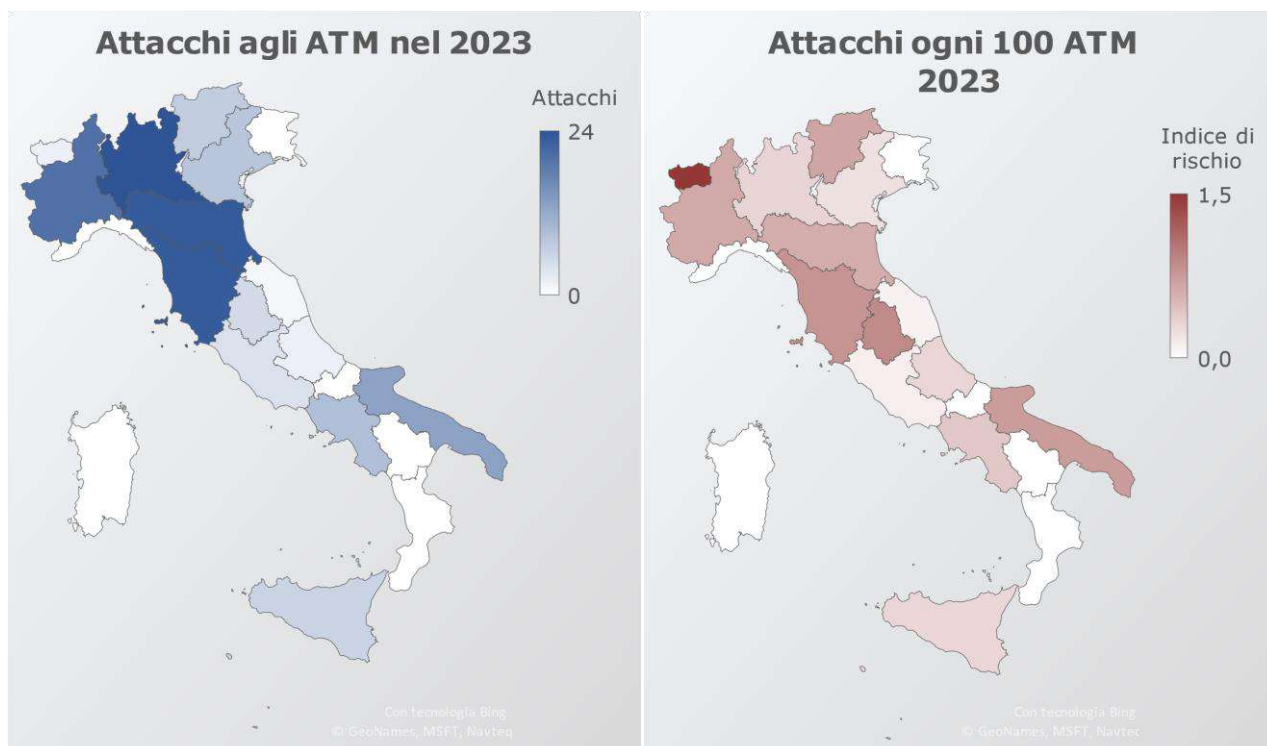 Attacchi agli ATM nel 2023
Attacchi
24
0
Con tecnologia Bing
© GeoNames, MSFT, Navteq
Attacchi ogni 100 ATM
2023
Indice di
rischio
1,5
0,0
Con tecnologia Bing
© GeoNames, MSFT, Navtec